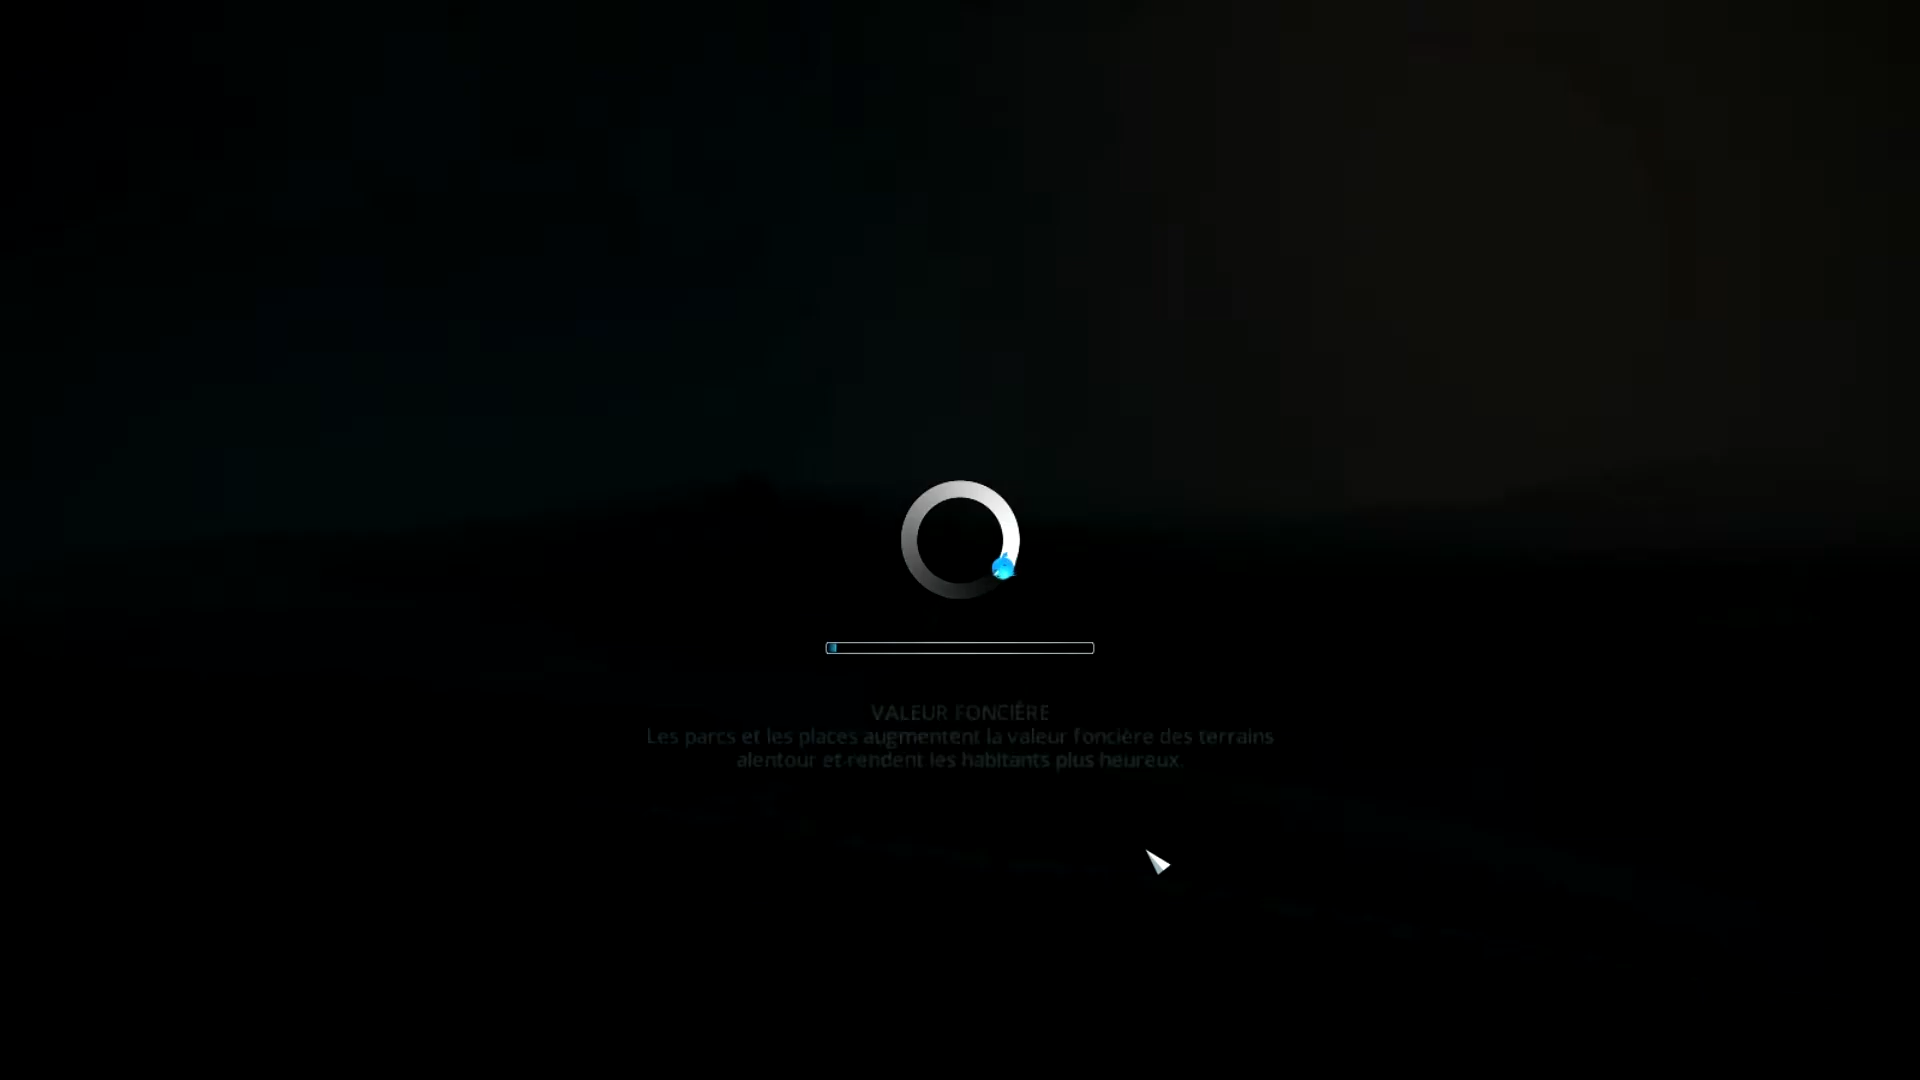 VALEUR FONCIÈRE
Les parcs et les places augmentent la valeur foncière des terrains
alentour et rendent les habitants plus heureux.